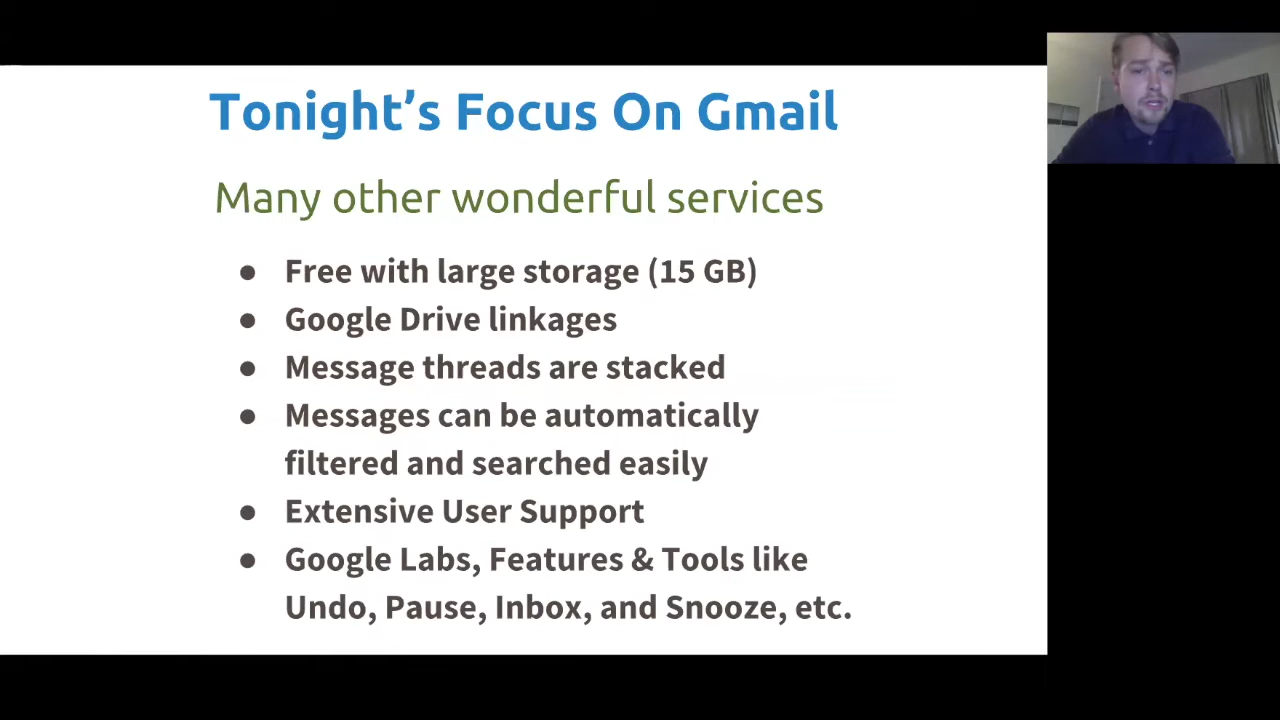 Tonight’s Focus On Gmail
Many other wonderful services
● Free with large storage (15 GB)
● Google Drive linkages
● Message threads are stacked
● Messages can be automatically
filtered and searched easily
● Extensive User Support
● Google Labs, Features & Tools like
Undo, Pause, Inbox, and Snooze, etc.